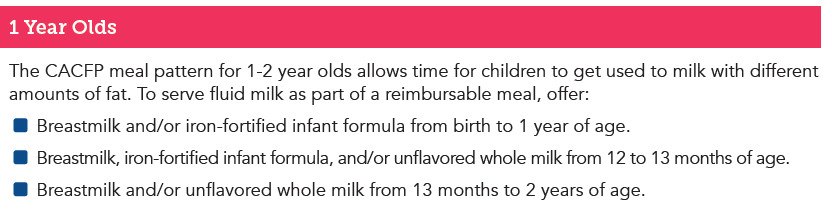 1 Year Olds
The CACFP meal pattern for 1-2 year olds allows time for children to get used to milk with different
amounts of fat. To serve fluid milk as part of a reimbursable meal, offer:
Breastmilk and/or iron-fortified infant formula from birth to 1 year of age.
Breastmilk, iron-fortified infant formula, and/or unflavored whole milk from 12 to 13 months of age.
Breastmilk and/or unflavored whole milk from 13 months to 2 years of age.